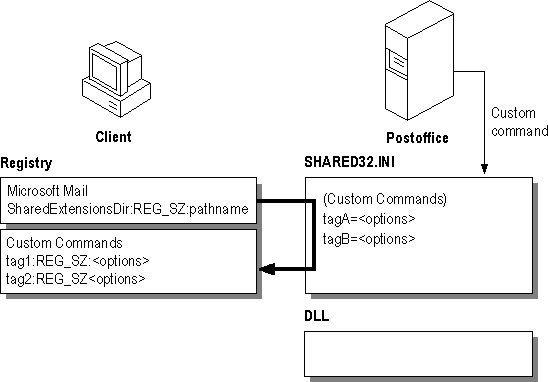 Client
Postoffice
Custom
command
Registry
Microsoft Mail
SharedExtensionsDir:REG_SZ:pathname
Custom Commands
tag1:REG_SZ:<options>
tag2:REG_SZ<options>
SHARED32.INI
(Custom Commands)
tagA=<options>
tagB=<options>
DLL